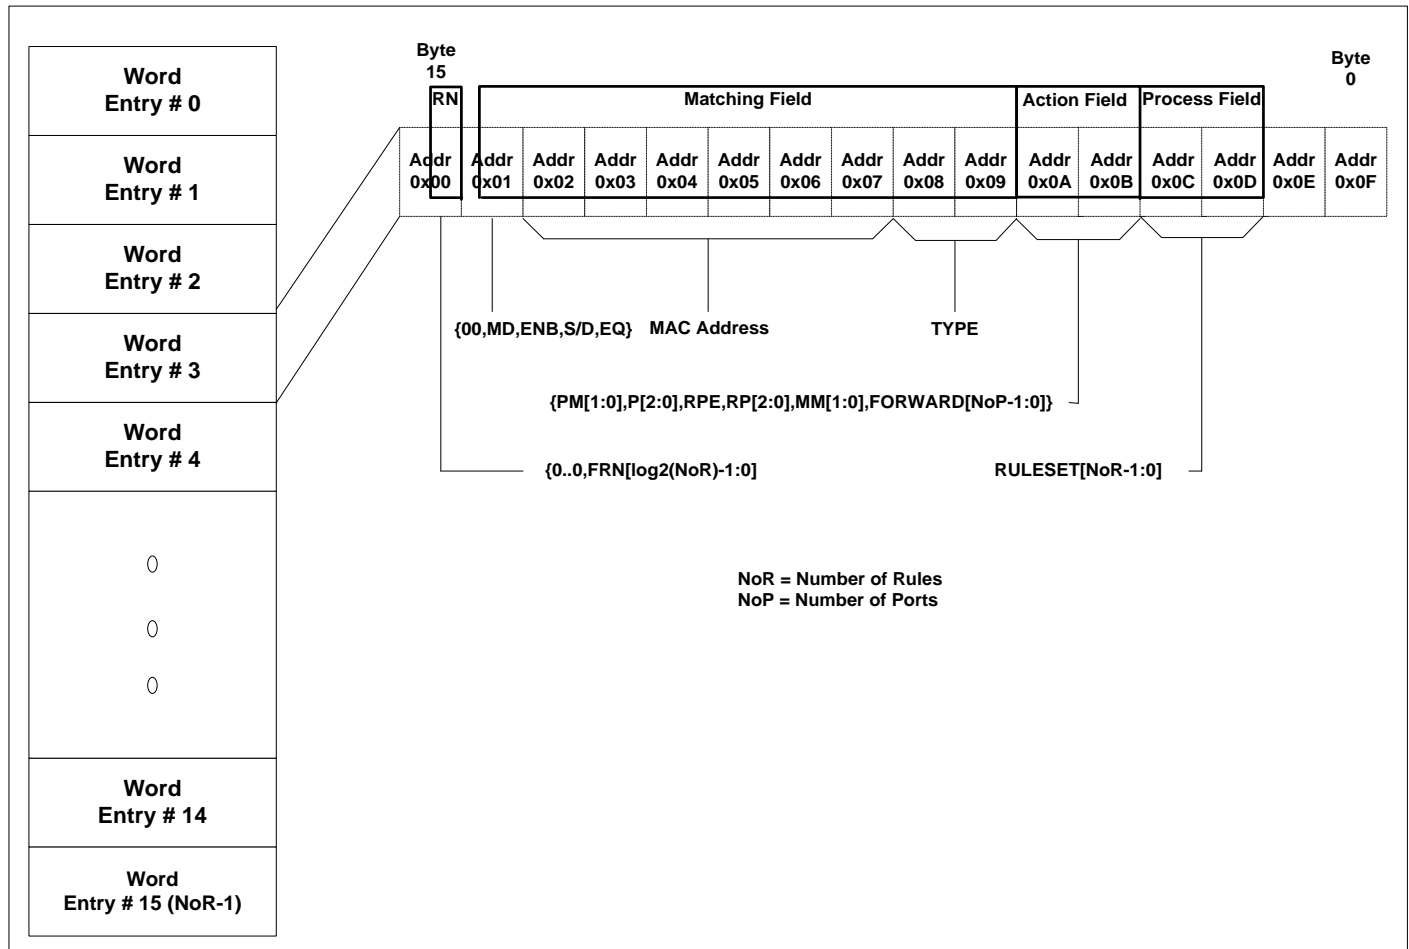 Word
Entry # 0
Word
Entry # 1
Word
Entry # 2
Word
Entry # 3
Word
Entry # 4
Word
Entry # 14
Word
Entry # 15 (NoR-1)
Byte
15
Byte
0
RN
Matching Field
Action Field
Process Field
Addr
0x00
Addr
0x01
Addr
0x02
Addr
0x03
Addr
0x04
Addr
0x05
Addr
0x06
Addr
0x07
Addr
0x08
Addr
0x09
Addr
0x0A
Addr
0x0B
Addr
0x0C
Addr
0x0D
Addr
0x0E
Addr
0x0F
{00,MD,ENB,S/D,EQ}
MAC Address
TYPE
{PM[1:0],P[2:0],RPE,RP[2:0],MM[1:0],FORWARD[NoP-1:0]}
{0..0,FRN[log2(NoR)-1:0]
RULESET[NoR-1:0]
NoR = Number of Rules
NoP = Number of Ports